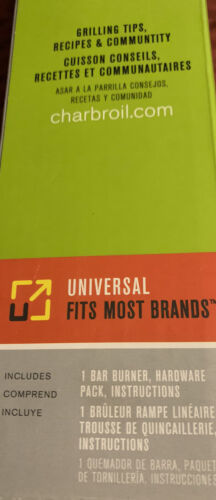 GRILLING TIPS,
RECIPES & COMMUNTITY
CUISSON CONSEILS,
RECETTES ET COMMUNAUTAIRES
ASAR A LA PARRILLA CONSEJOS,
RECETAS Y COMUNIDAD
charbroil.com
UNIVERSAL
FITS MOST BRANDS™
INCLUDES
1 BAR BURNER, HARDWARE
PACK, INSTRUCTIONS
COMPREND
1 BRÛLEUR RAMPE LINÉAIRE
TROUSSE DE QUINCAILLERIE,
INSTRUCTIONS
INCLUYE
1 QUEMADOR DE BARRA, PAQUET
DE TORNILLERÍA, INSTRUCCIONES